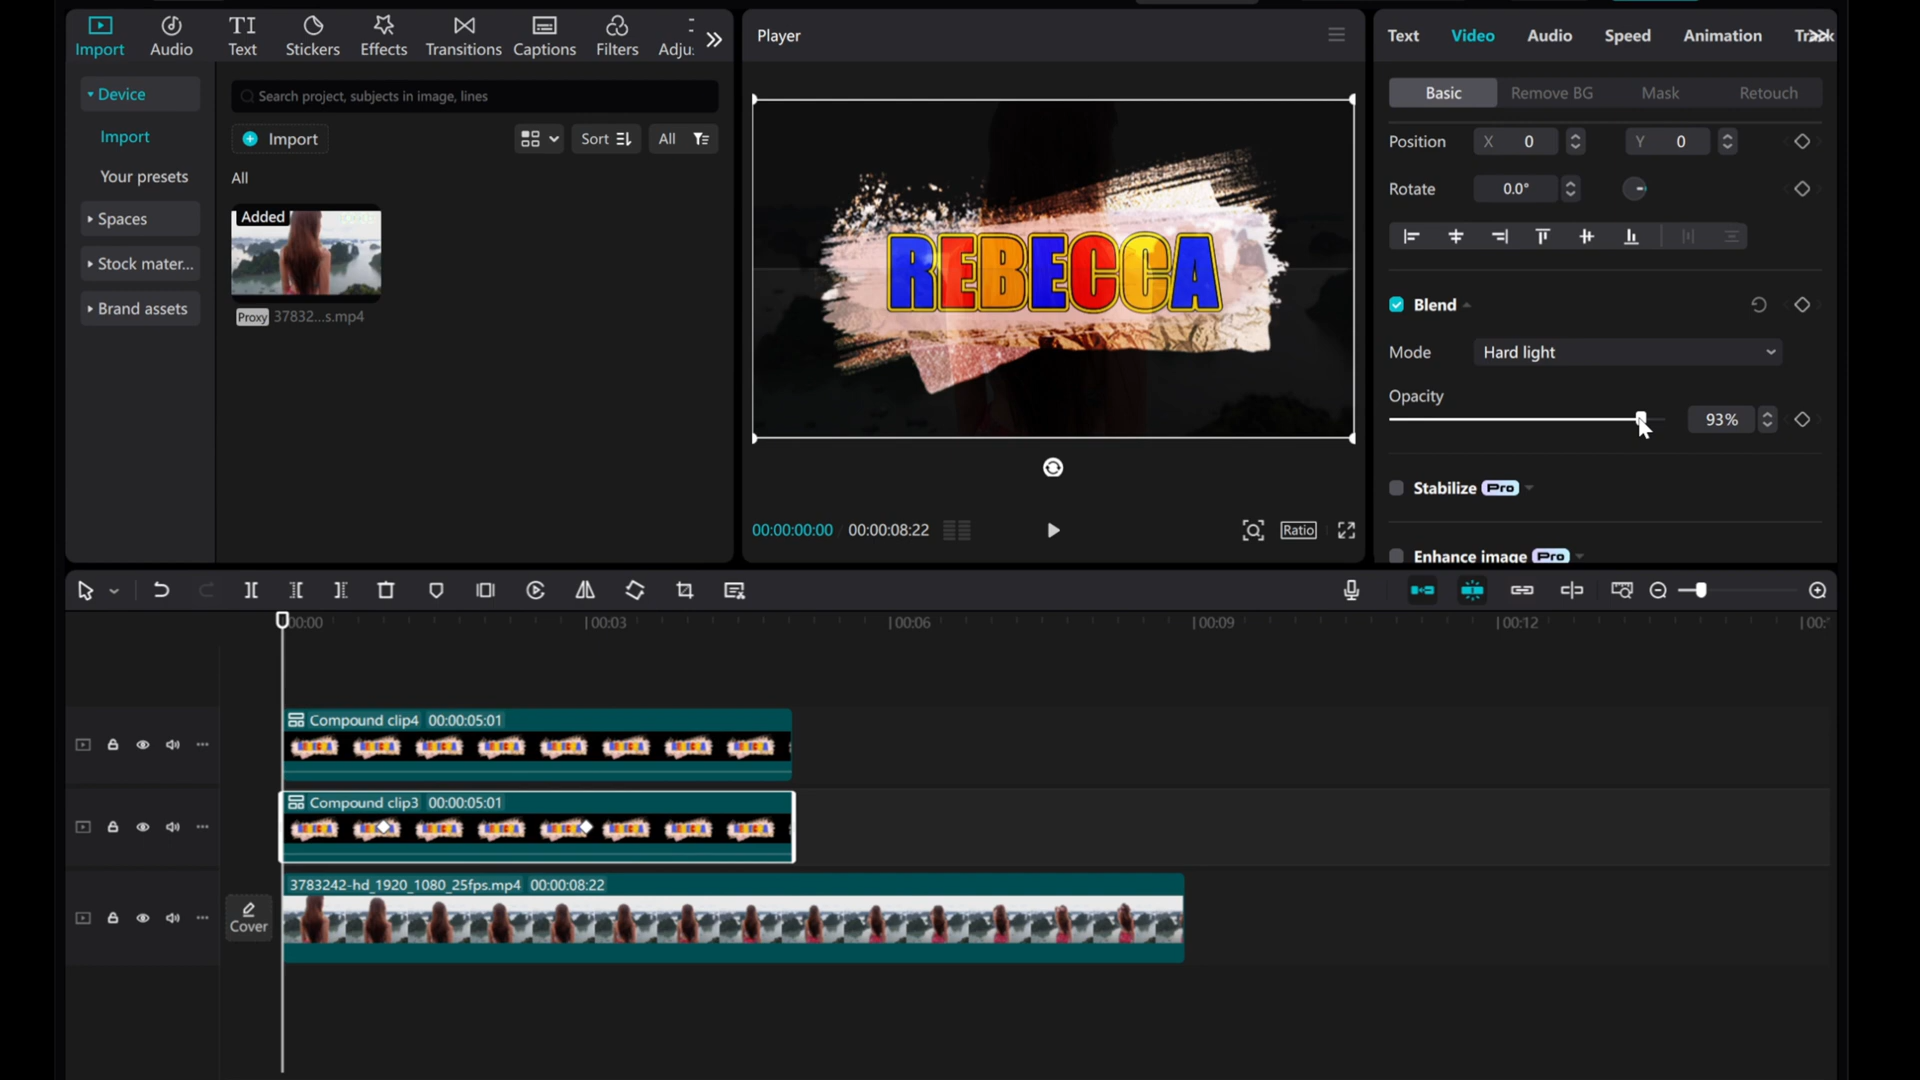 Import
Audio
Text
Stickers
Effects
Transitions
Captions
Filters
Adju
Device
Import
Your presets
Spaces
Stock mater...
Brand assets
Search project, subjects in image, lines
Import
Sort
All
All
Added
Proxy 37832...s.mp4
Player
REBECCA
00:00:00:00 00:00:08:22
Ratio
Text Video Audio Speed Animation Track
Basic Remove BG Mask Retouch
Position X 0 Y 0
Rotate 0.0°
Blend
Mode Hard light
Opacity
93%
Stabilize Pro
Enhance image Pro
00:00 00:03 00:06 00:09 00:12 00:
Compound clip4 00:00:05:01
Compound clip3 00:00:05:01
3783242-hd_1920_1080_25fps.mp4 00:00:08:22
Cover